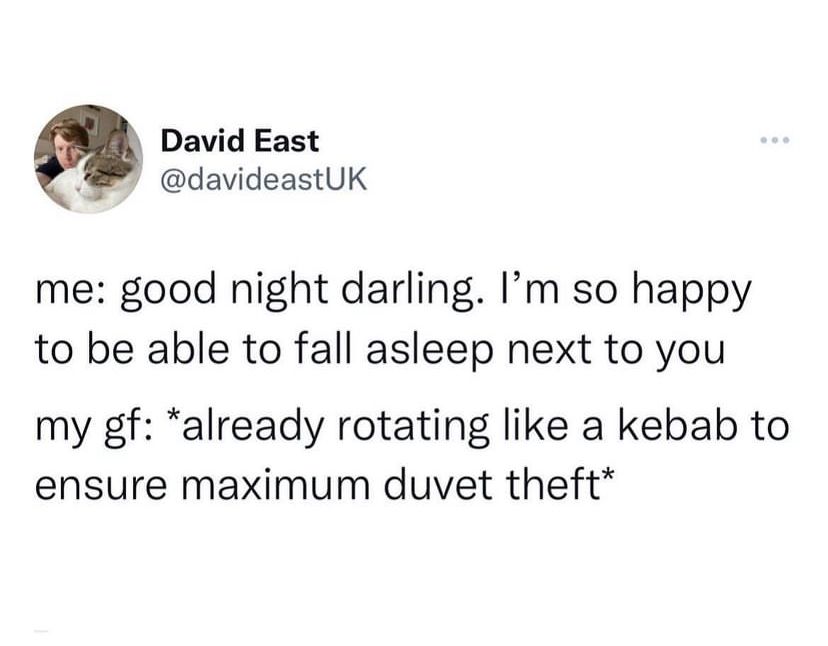 David East
@davideastUK
me: good night darling. I’m so happy
to be able to fall asleep next to you
my gf: *already rotating like a kebab to
ensure maximum duvet theft*